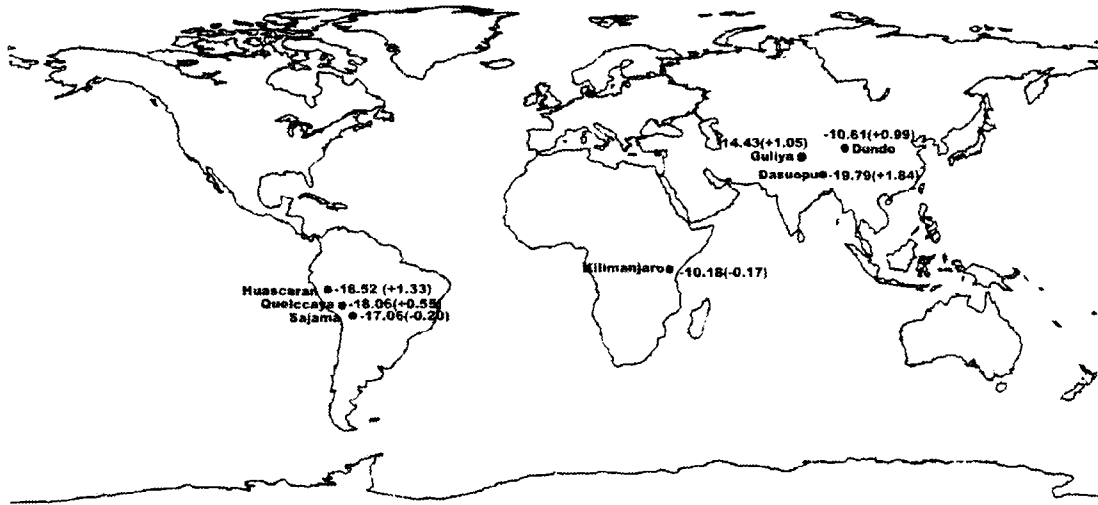 -10.61(+0.99)
-14.43(+1.05)
Dundo
Guliya
Dasuopu -19.79(+1.84)
Kilimanjaro -10.18(-0.17)
Huascaran -18.52 (+1.33)
Quelccaya -18.06(+0.55)
Sajama -17.06(-0.20)